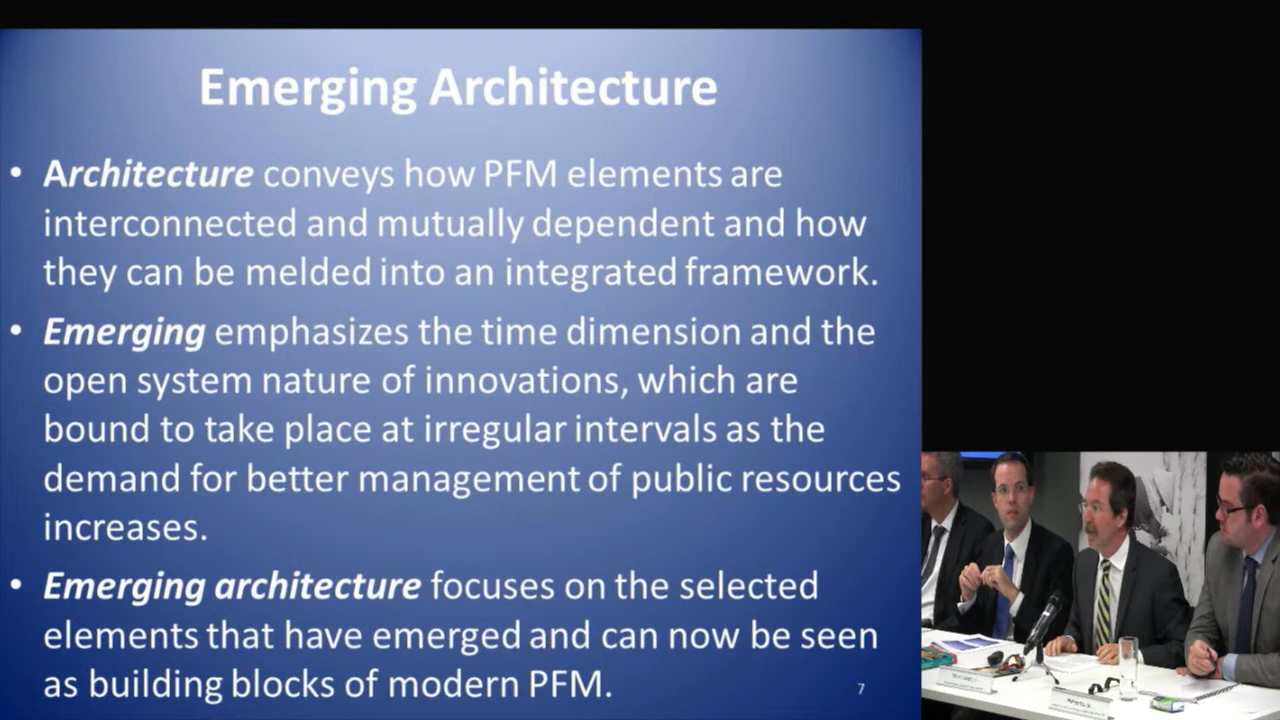 Emerging Architecture
• Architecture conveys how PFM elements are
interconnected and mutually dependent and how
they can be melded into an integrated framework.
• Emerging emphasizes the time dimension and the
open system nature of innovations, which are
bound to take place at irregular intervals as the
demand for better management of public resources
increases.
• Emerging architecture focuses on the selected
elements that have emerged and can now be seen
as building blocks of modern PFM.
7